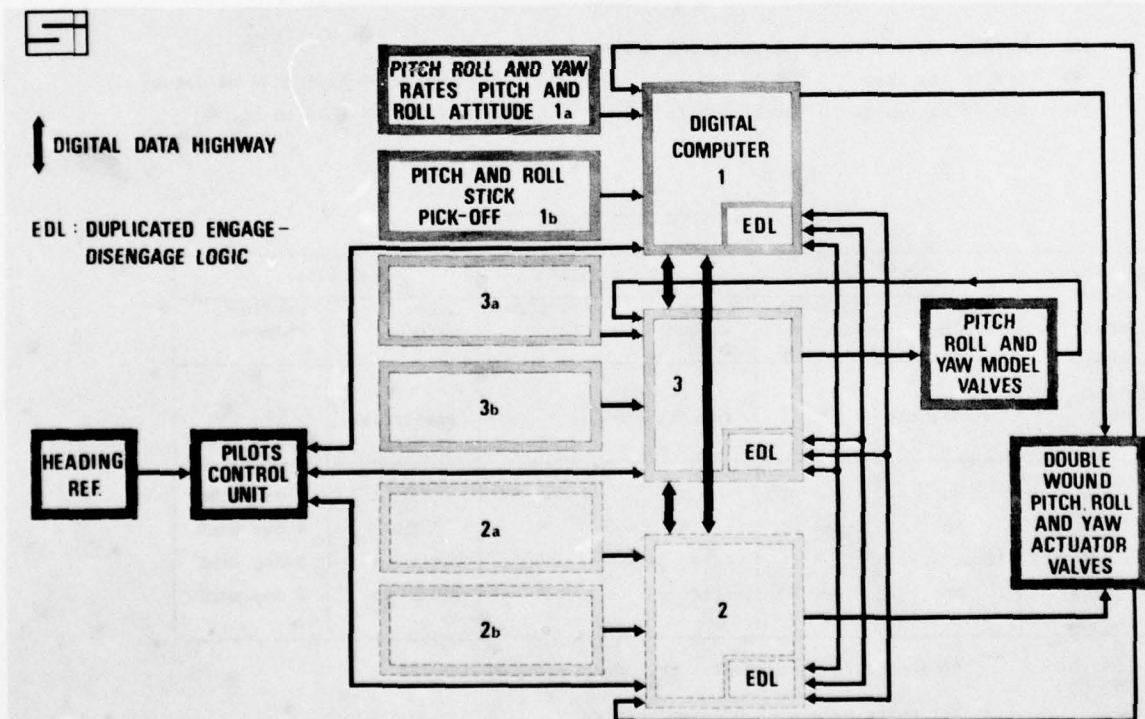 PITCH ROLL AND YAW
RATES PITCH AND
ROLL ATTITUDE 1a
DIGITAL
COMPUTER
1
EDL
DIGITAL DATA HIGHWAY
PITCH AND ROLL
STICK
PICK-OFF 1b
EDL : DUPLICATED ENGAGE-
DISENGAGE LOGIC
3a
3b
3
EDL
PITCH
ROLL AND
YAW MODEL
VALVES
HEADING
REF.
PILOTS
CONTROL
UNIT
2a
2b
2
EDL
DOUBLE
WOUND
PITCH, ROLL
AND YAW
ACTUATOR
VALVES